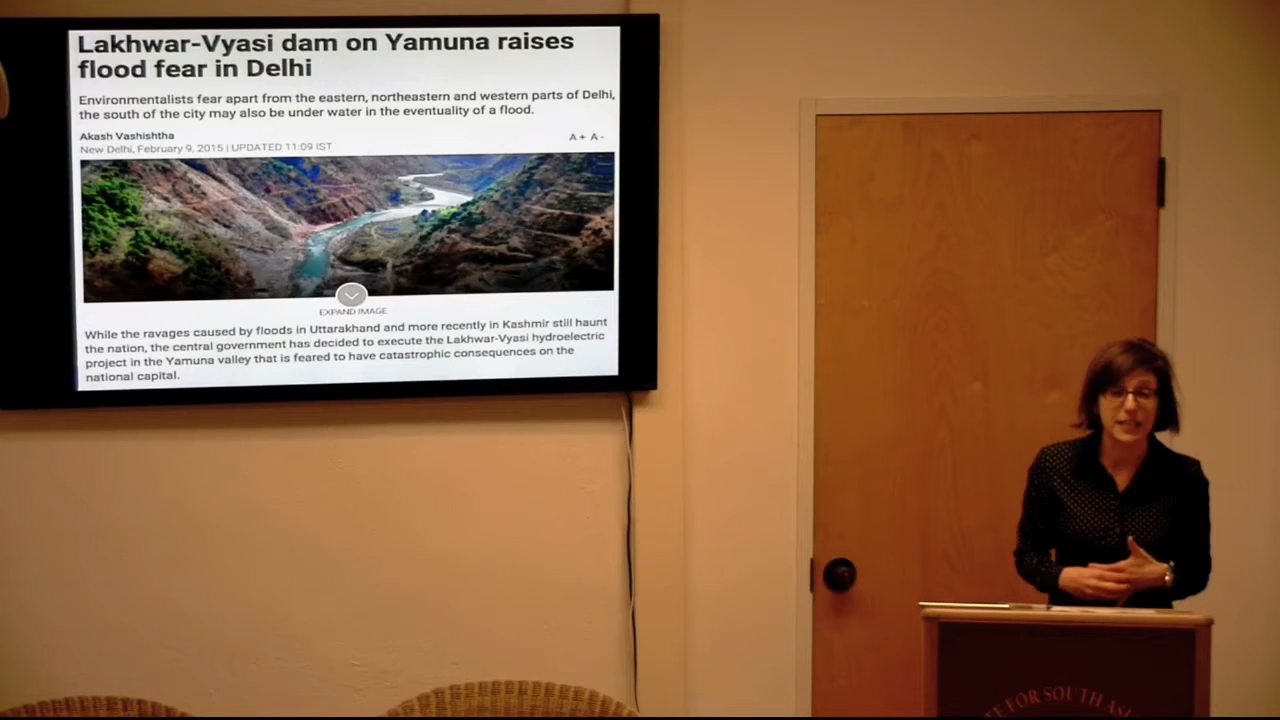 Lakhwar-Vyasi dam on Yamuna raises
flood fear in Delhi
Environmentalists fear apart from the eastern, northeastern and western parts of Delhi,
the south of the city may also be under water in the eventuality of a flood.
Akash Vashishtha
A+ A-
New Delhi, February 9, 2015 | UPDATED 11:09 IST
EXPAND IMAGE
While the ravages caused by floods in Uttarakhand and more recently in Kashmir still haunt
the nation, the central government has decided to execute the Lakhwar-Vyasi hydroelectric
project in the Yamuna valley that is feared to have catastrophic consequences on the
national capital.
FOR SOUTH